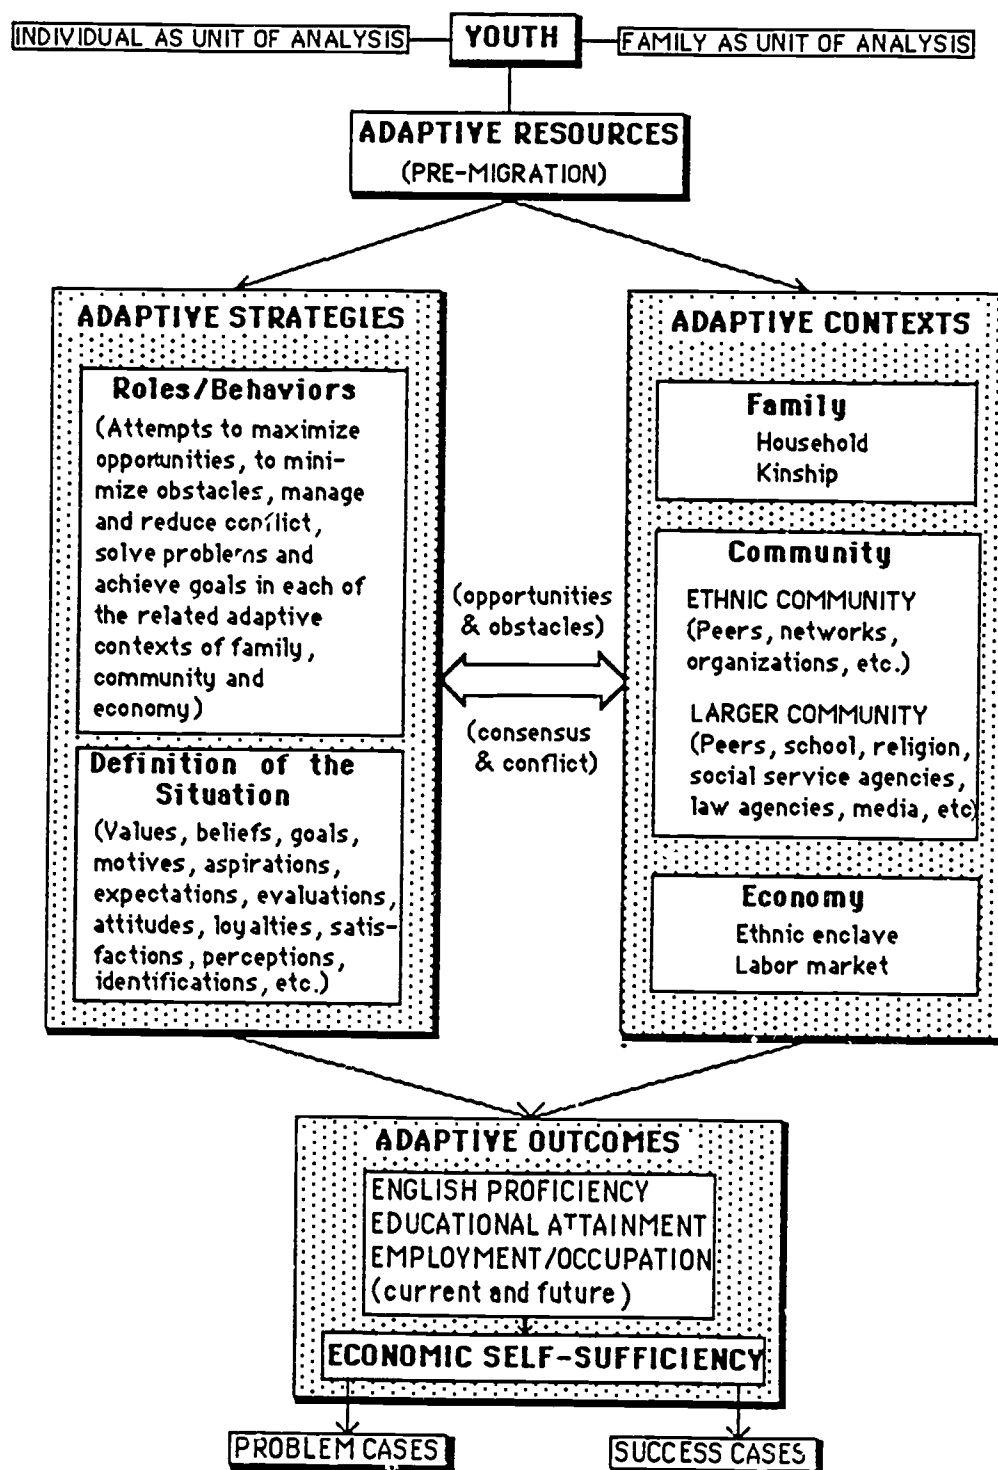 INDIVIDUAL AS UNIT OF ANALYSIS
YOUTH
FAMILY AS UNIT OF ANALYSIS
ADAPTIVE RESOURCES
(PRE-MIGRATION)
ADAPTIVE STRATEGIES
Roles/Behaviors
(Attempts to maximize
opportunities, to mini-
mize obstacles, manage
and reduce conflict,
solve problems and
achieve goals in each of
the related adaptive
contexts of family,
community and
economy)
Definition of the
Situation
(Values, beliefs, goals,
motives, aspirations,
expectations, evaluations,
attitudes, loyalties, satis-
factions, perceptions,
identifications, etc.)
(opportunities
& obstacles)
(consensus
& conflict)
ADAPTIVE CONTEXTS
Family
Household
Kinship
Community
ETHNIC COMMUNITY
(Peers, networks,
organizations, etc.)
LARGER COMMUNITY
(Peers, school, religion,
social service agencies,
law agencies, media, etc)
Economy
Ethnic enclave
Labor market
ADAPTIVE OUTCOMES
ENGLISH PROFICIENCY
EDUCATIONAL ATTAINMENT
EMPLOYMENT/OCCUPATION
(current and future)
ECONOMIC SELF-SUFFICIENCY
PROBLEM CASES
SUCCESS CASES